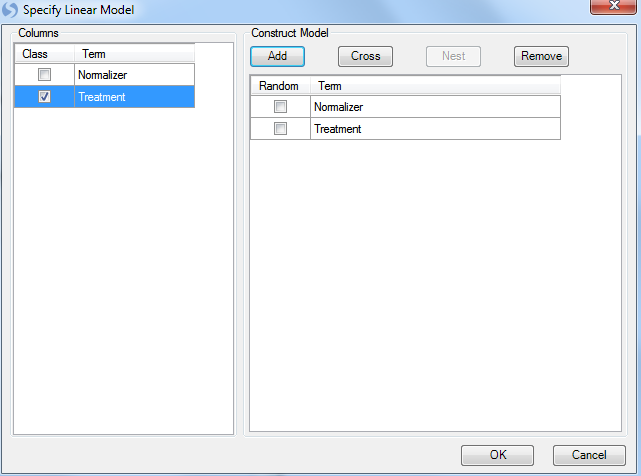 Specify Linear Model
Columns
Class Term
Normalizer
Treatment
Construct Model
Add Cross Nest Remove
Random Term
Normalizer
Treatment
OK Cancel